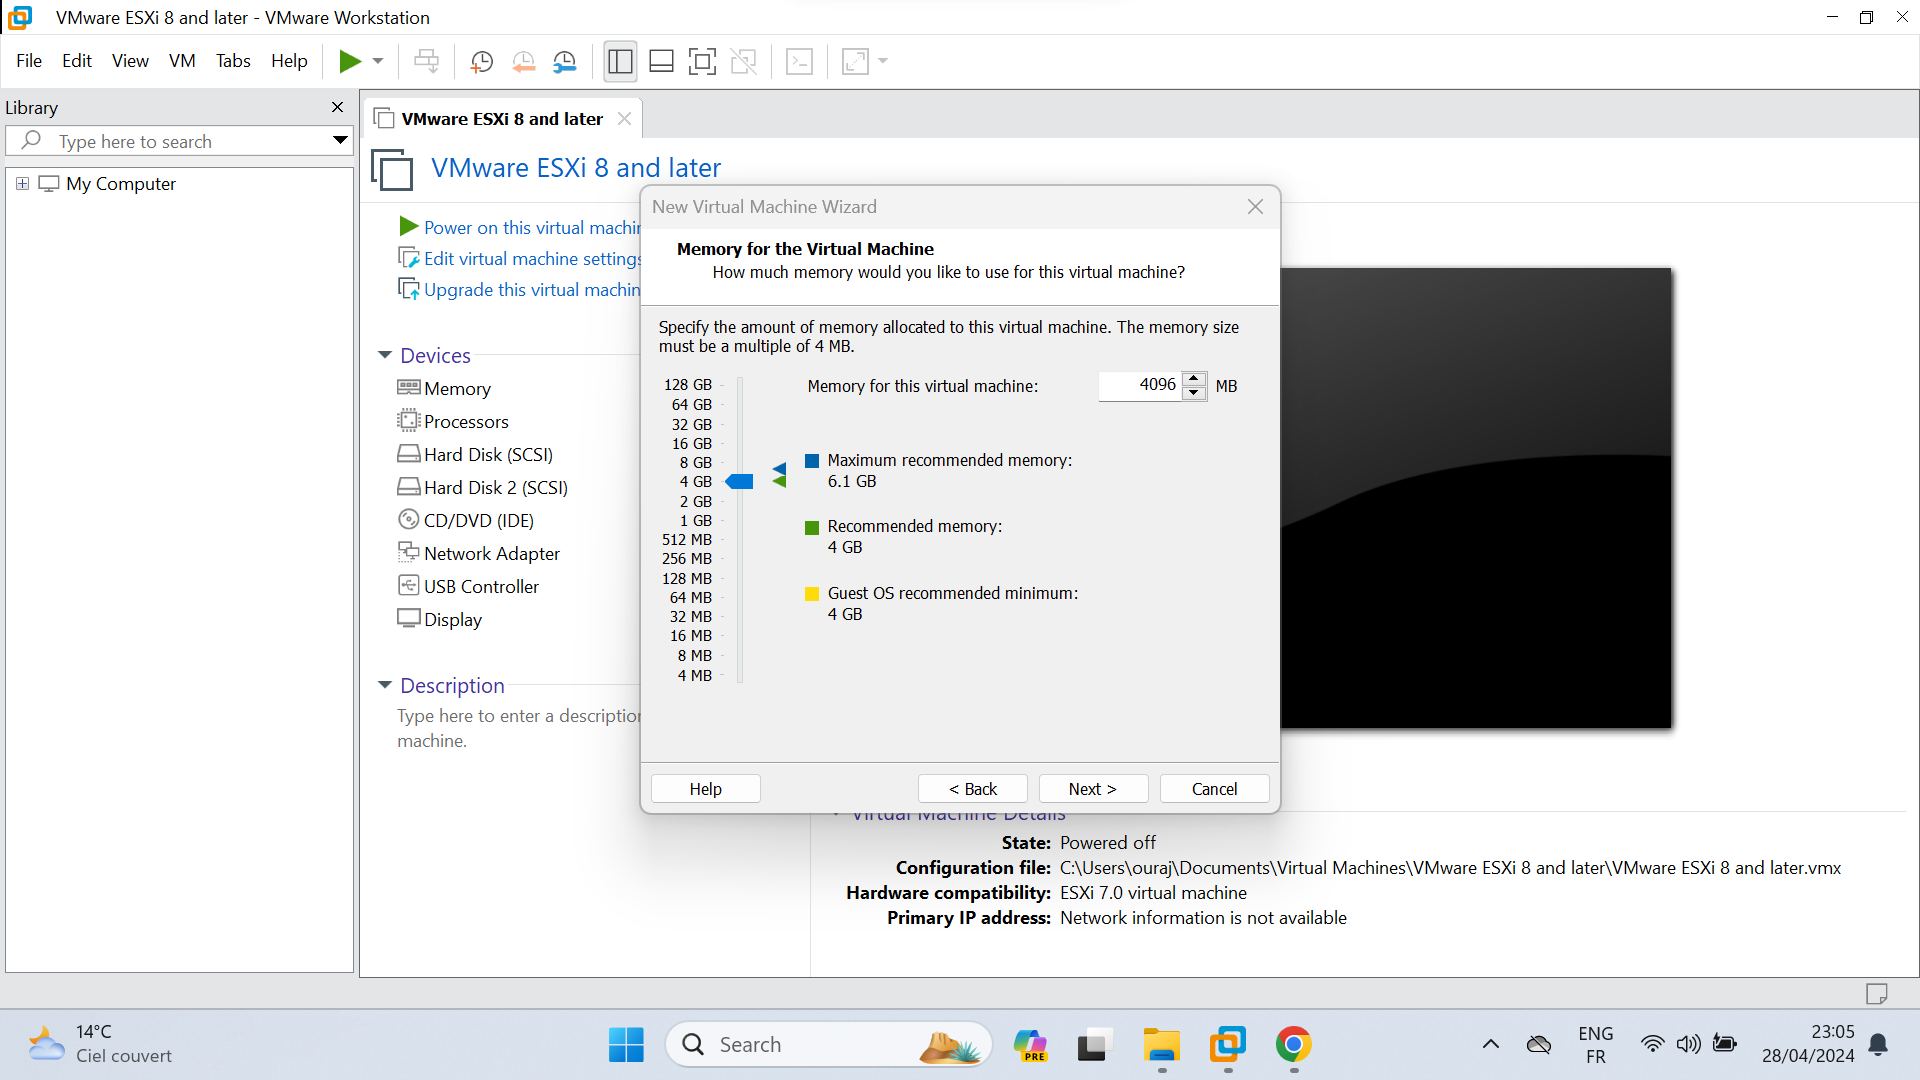 VMware ESXi 8 and later - VMware Workstation
File Edit View VM Tabs Help
Library
Type here to search
My Computer
VMware ESXi 8 and later
VMware ESXi 8 and later
Power on this virtual machin
Edit virtual machine settings
Upgrade this virtual machin
Devices
Memory
Processors
Hard Disk (SCSI)
Hard Disk 2 (SCSI)
CD/DVD (IDE)
Network Adapter
USB Controller
Display
Description
Type here to enter a description
machine.
New Virtual Machine Wizard
Memory for the Virtual Machine
How much memory would you like to use for this virtual machine?
Specify the amount of memory allocated to this virtual machine. The memory size
must be a multiple of 4 MB.
128 GB
64 GB
32 GB
16 GB
8 GB
4 GB
2 GB
1 GB
512 MB
256 MB
128 MB
64 MB
32 MB
16 MB
8 MB
4 MB
Memory for this virtual machine: 4096 MB
Maximum recommended memory:
6.1 GB
Recommended memory:
4 GB
Guest OS recommended minimum:
4 GB
Help < Back Next > Cancel
Virtual Machine Details
State: Powered off
Configuration file: C:\Users\ouraj\Documents\Virtual Machines\VMware ESXi 8 and later\VMware ESXi 8 and later.vmx
Hardware compatibility: ESXi 7.0 virtual machine
Primary IP address: Network information is not available
14°C
Ciel couvert
Search
PRE
ENG
FR
23:05
28/04/2024